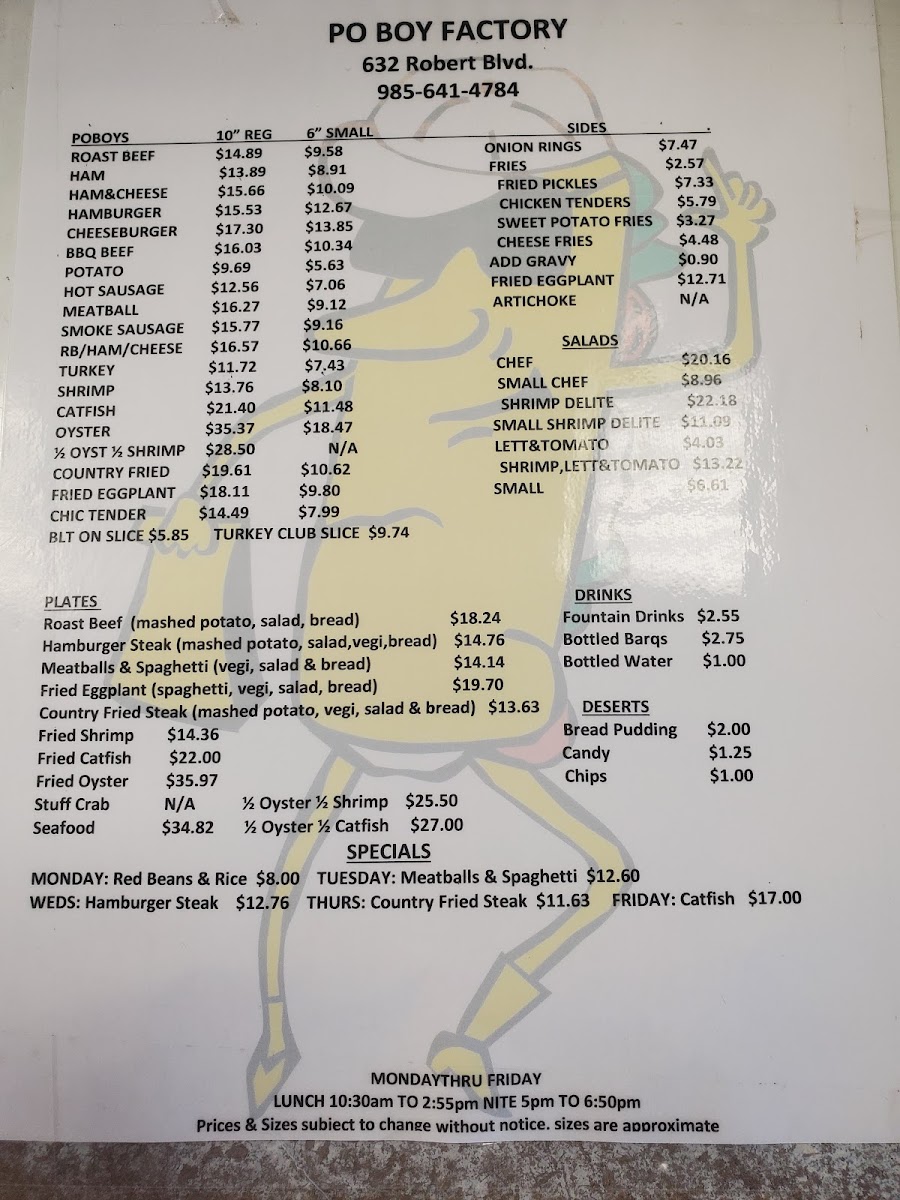 PO BOY FACTORY
632 Robert Blvd.
985-641-4784
POBOYS 10" REG 6" SMALL
ROAST BEEF $14.89 $9.58
HAM $13.89 $8.91
HAM&CHEESE $15.66 $10.09
HAMBURGER $15.53 $12.67
CHEESEBURGER $17.30 $13.85
BBQ BEEF $16.03 $10.34
POTATO $9.69 $5.63
HOT SAUSAGE $12.56 $7.06
MEATBALL $16.27 $9.12
SMOKE SAUSAGE $15.77 $9.16
RB/HAM/CHEESE $16.57 $10.66
TURKEY $11.72 $7.43
SHRIMP $13.76 $8.10
CATFISH $21.40 $11.48
OYSTER $35.37 $18.47
½ OYST ½ SHRIMP $28.50 N/A
COUNTRY FRIED $19.61 $10.62
FRIED EGGPLANT $18.11 $9.80
CHIC TENDER $14.49 $7.99
BLT ON SLICE $5.85 TURKEY CLUB SLICE $9.74
SIDES .
ONION RINGS $7.47
FRIES $2.57
FRIED PICKLES $7.33
CHICKEN TENDERS $5.79
SWEET POTATO FRIES $3.27
CHEESE FRIES $4.48
ADD GRAVY $0.90
FRIED EGGPLANT $12.71
ARTICHOKE N/A
SALADS
CHEF $20.16
SMALL CHEF $8.96
SHRIMP DELITE $22.18
SMALL SHRIMP DELITE $11.09
LETT&TOMATO $4.03
SHRIMP,LETT&TOMATO $13.22
SMALL $6.61
PLATES
Roast Beef (mashed potato, salad, bread) $18.24
Hamburger Steak (mashed potato, salad,vegi,bread) $14.76
Meatballs & Spaghetti (vegi, salad & bread) $14.14
Fried Eggplant (spaghetti, vegi, salad, bread) $19.70
Country Fried Steak (mashed potato, vegi, salad & bread) $13.63
Fried Shrimp $14.36
Fried Catfish $22.00
Fried Oyster $35.97
Stuff Crab N/A ½ Oyster ½ Shrimp $25.50
Seafood $34.82 ½ Oyster ½ Catfish $27.00
DRINKS
Fountain Drinks $2.55
Bottled Barqs $2.75
Bottled Water $1.00
DESERTS
Bread Pudding $2.00
Candy $1.25
Chips $1.00
SPECIALS
MONDAY: Red Beans & Rice $8.00 TUESDAY: Meatballs & Spaghetti $12.60
WEDS: Hamburger Steak $12.76 THURS: Country Fried Steak $11.63 FRIDAY: Catfish $17.00
MONDAYTHRU FRIDAY
LUNCH 10:30am TO 2:55pm NITE 5pm TO 6:50pm
Prices & Sizes subject to change without notice. sizes are approximate